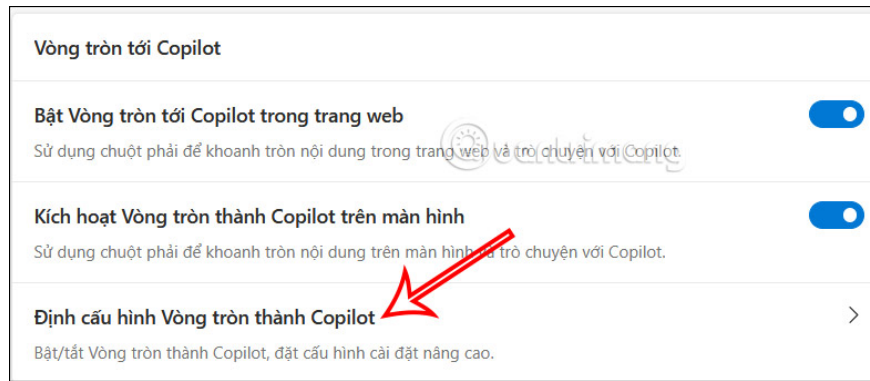 Vòng tròn tới Copilot
Bật Vòng tròn tới Copilot trong trang web
Sử dụng chuột phải để khoanh tròn nội dung trong trang web và trò chuyện với Copilot.
Quantrimang
Kích hoạt Vòng tròn thành Copilot trên màn hình
Sử dụng chuột phải để khoanh tròn nội dung trên màn hình và trò chuyện với Copilot.
Định cấu hình Vòng tròn thành Copilot
Bật/tắt Vòng tròn thành Copilot, đặt cấu hình cài đặt nâng cao.